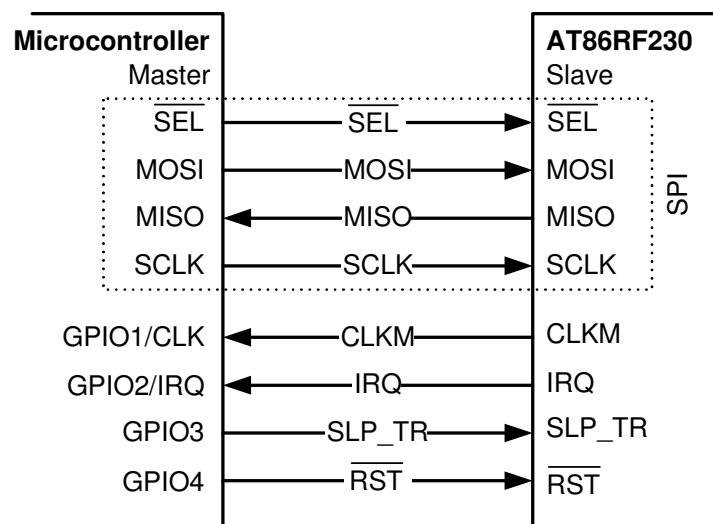 Microcontroller AT86RF230
Master Slave
SEL SEL SEL
MOSI MOSI MOSI
MISO MISO MISO
SCLK SCLK SCLK
SPI
GPIO1/CLK CLKM CLKM
GPIO2/IRQ IRQ IRQ
GPIO3 SLP_TR SLP_TR
GPIO4 RST RST